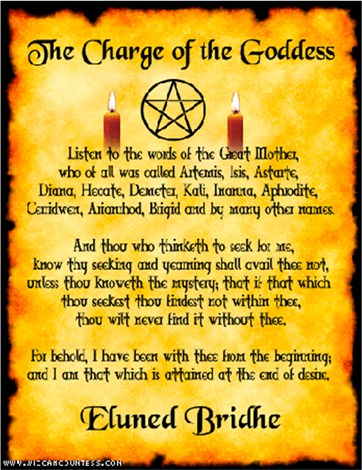 The Charge of the Goddess
Listen to the words of the Great Mother,
who of all was called Artemis, Isis, Astarte,
Diana, Hecate, Demeter, Kali, Inanna, Aphrodite,
Cerridwen, Arianrhod, Brigid and by many other names.
And thou who thinketh to seek for me,
know thy seeking and yearning shall avail thee not,
unless thou knoweth the mystery; that if that which
thou seekest thou findest not within thee,
thou wilt never find it without thee.
For behold, I have been with thee from the beginning;
and I am that which is attained at the end of desire.
Eluned Bridhe
WWW.WICCANCOUNTESS.COM